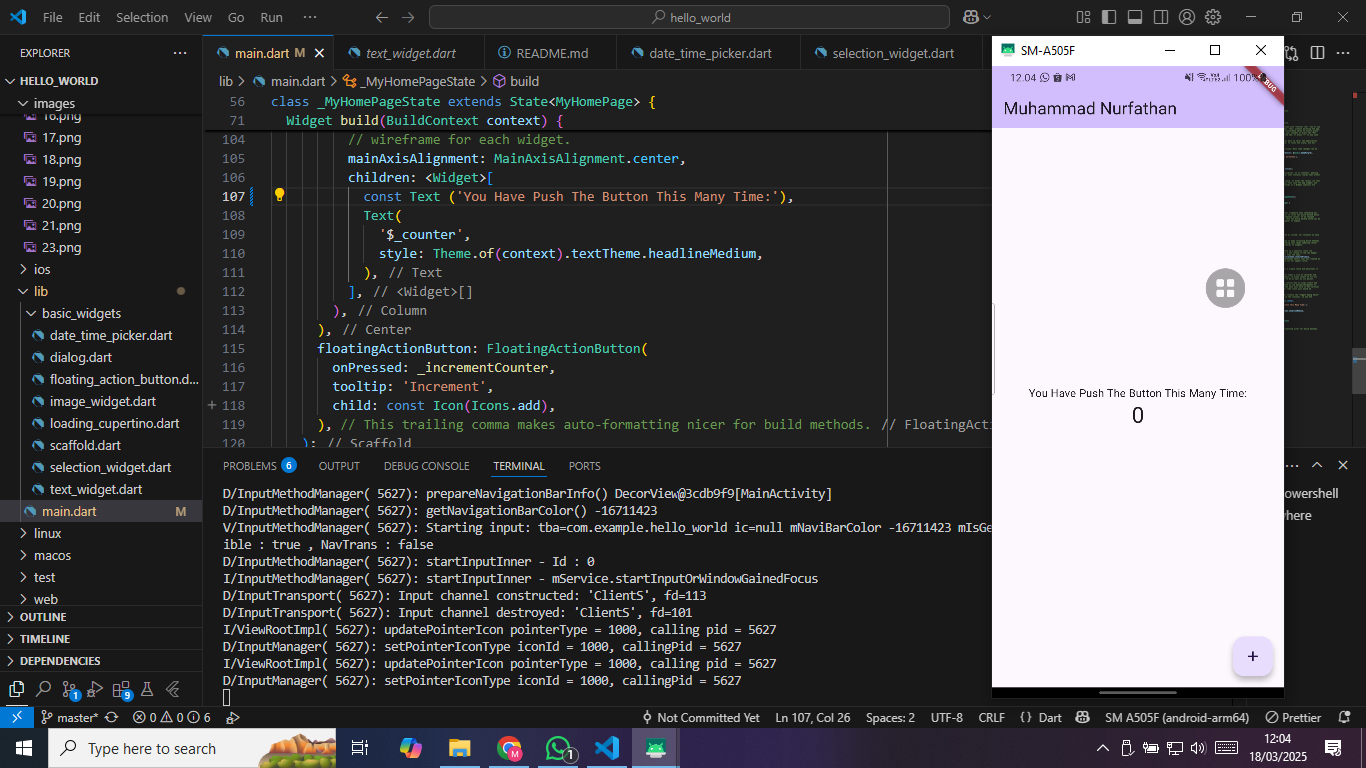 File Edit Selection View Go Run ··· hello_world
EXPLORER ···
HELLO_WORLD
images
16.png
17.png
18.png
19.png
20.png
21.png
23.png
ios
lib
basic_widgets
date_time_picker.dart
dialog.dart
floating_action_button.d...
image_widget.dart
loading_cupertino.dart
scaffold.dart
selection_widget.dart
text_widget.dart
main.dart M
linux
macos
test
web
OUTLINE
TIMELINE
DEPENDENCIES
1 9
main.dart M text_widget.dart README.md date_time_picker.dart selection_widget.dart
lib > main.dart > _MyHomePageState > build
56 class _MyHomePageState extends State<MyHomePage> {
71 Widget build(BuildContext context) {
104 // wireframe for each widget.
105 mainAxisAlignment: MainAxisAlignment.center,
106 children: <Widget>[
107 const Text ('You Have Push The Button This Many Time:'),
108 Text(
109 '$_counter',
110 style: Theme.of(context).textTheme.headlineMedium,
111 ), // Text
112 ], // <Widget>[]
113 ), // Column
114 ), // Center
115 floatingActionButton: FloatingActionButton(
116 onPressed: _incrementCounter,
117 tooltip: 'Increment',
118 child: const Icon(Icons.add),
119 ), // This trailing comma makes auto-formatting nicer for build methods. // FloatingActi
120 ); // Scaffold
PROBLEMS 6 OUTPUT DEBUG CONSOLE TERMINAL PORTS
D/InputMethodManager( 5627): prepareNavigationBarInfo() DecorView@3cdb9f9[MainActivity]
D/InputMethodManager( 5627): getNavigationBarColor() -16711423
V/InputMethodManager( 5627): Starting input: tba=com.example.hello_world ic=null mNaviBarColor -16711423 mIsGe
ible : true , NavTrans : false
D/InputMethodManager( 5627): startInputInner - Id : 0
I/InputMethodManager( 5627): startInputInner - mService.startInputOrWindowGainedFocus
D/InputTransport( 5627): Input channel constructed: 'ClientS', fd=113
D/InputTransport( 5627): Input channel destroyed: 'ClientS', fd=101
I/ViewRootImpl( 5627): updatePointerIcon pointerType = 1000, calling pid = 5627
D/InputManager( 5627): setPointerIconType iconId = 1000, callingPid = 5627
I/ViewRootImpl( 5627): updatePointerIcon pointerType = 1000, calling pid = 5627
D/InputManager( 5627): setPointerIconType iconId = 1000, callingPid = 5627
owershell
here
SM-A505F
12.04 100%
Muhammad Nurfathan
You Have Push The Button This Many Time:
0
+
master* 0 0 6 Not Committed Yet Ln 107, Col 26 Spaces: 2 UTF-8 CRLF {} Dart SM A505F (android-arm64) Prettier
Type here to search
M 1
12:04
18/03/2025